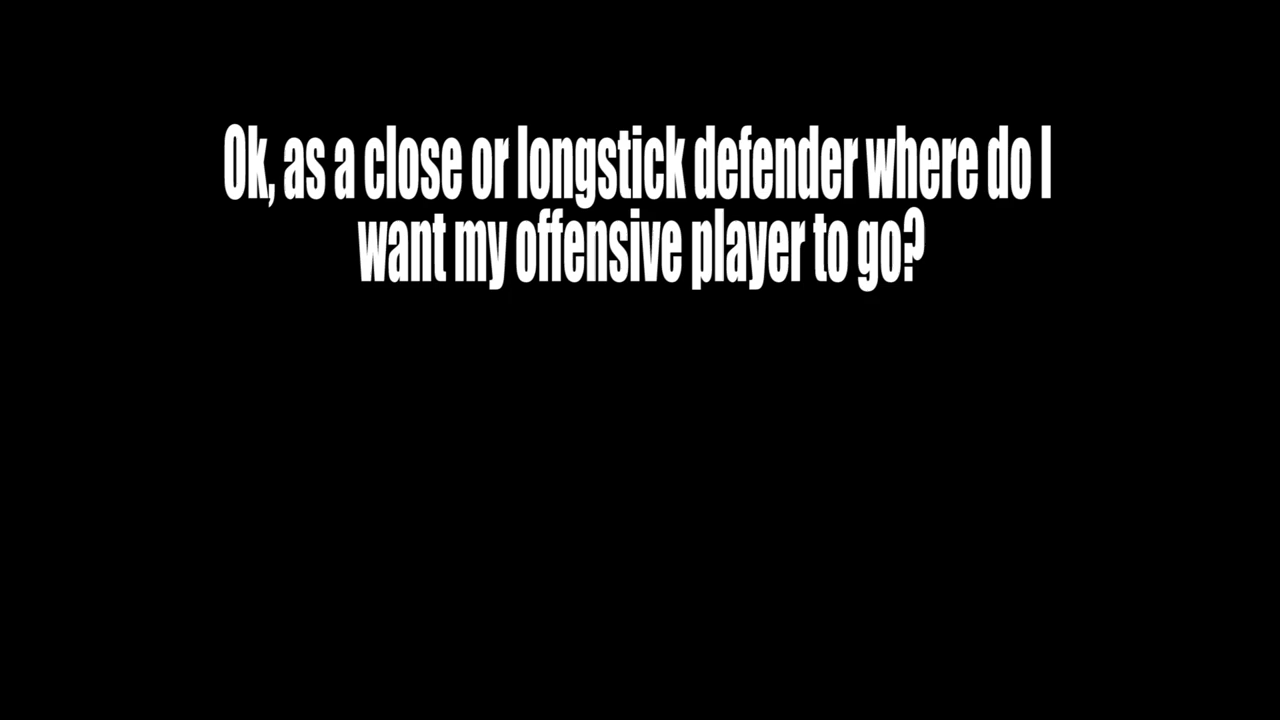 Ok, as a close or longstick defender where do I
want my offensive player to go?